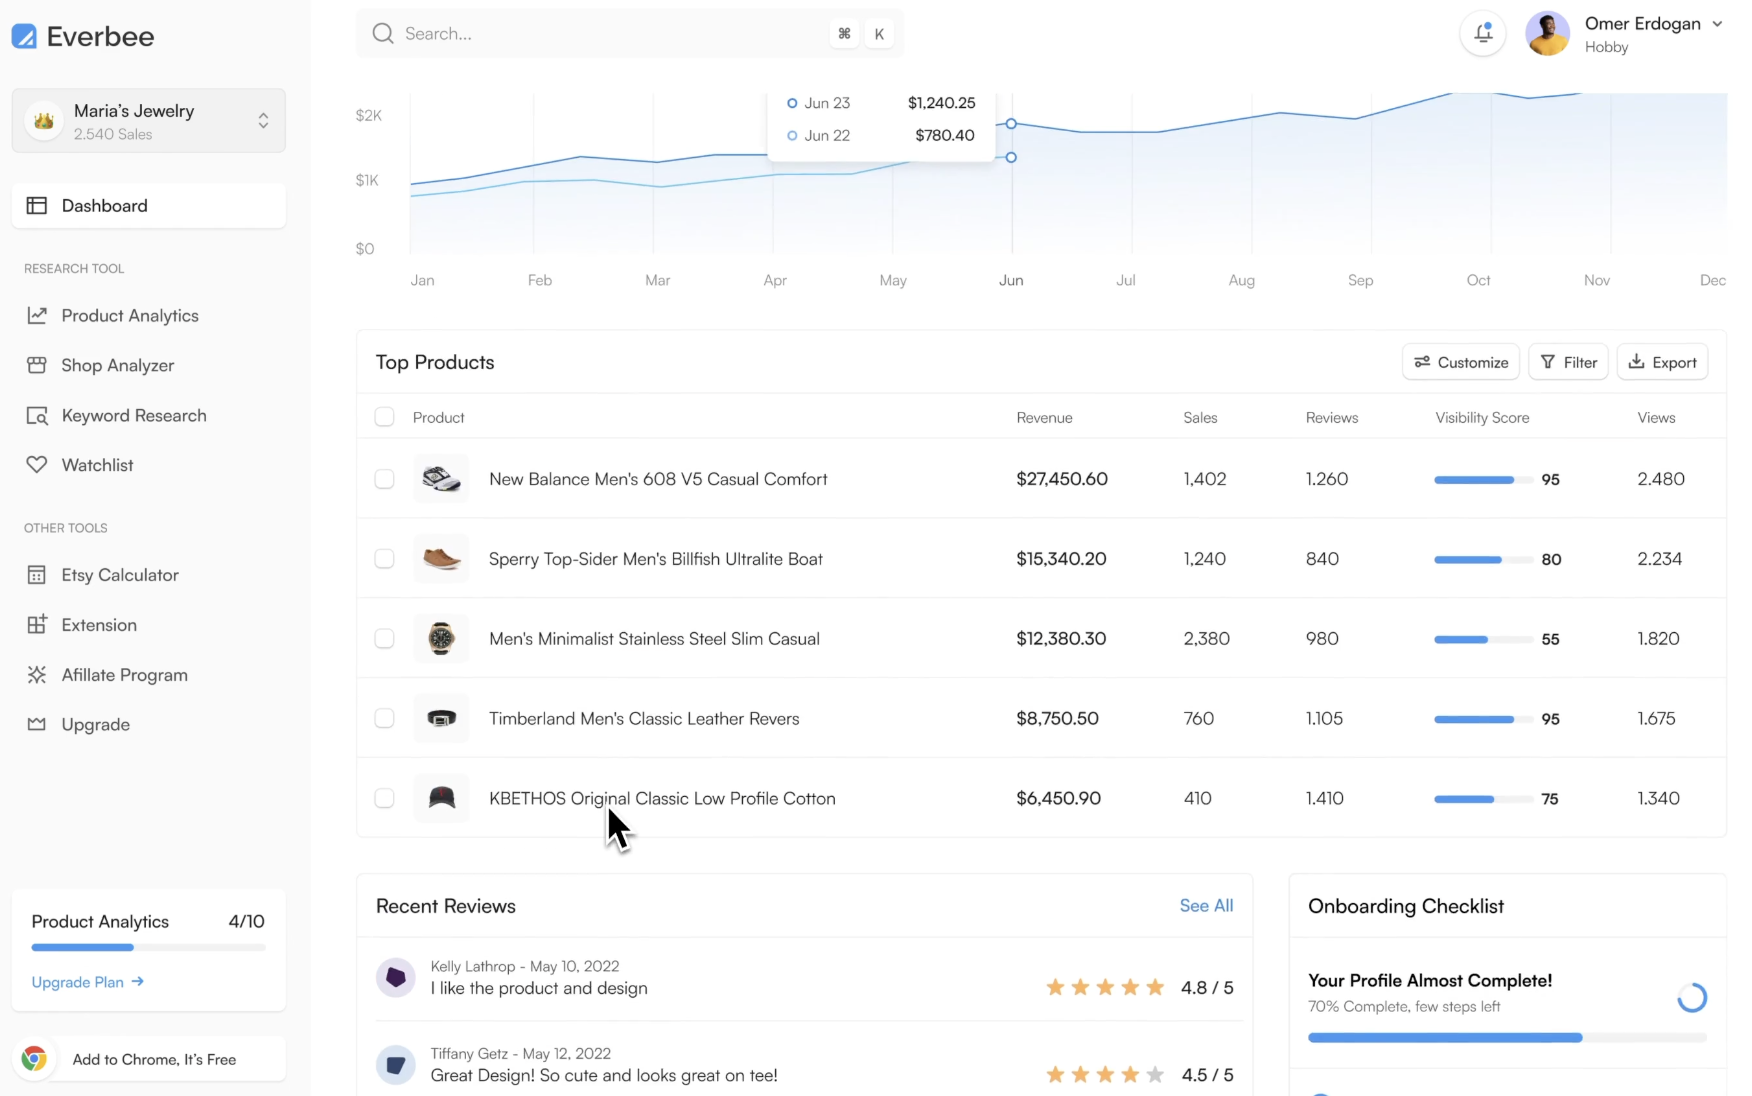 Everbee
Search...
⌘ K
Omer Erdogan
Hobby
Maria’s Jewelry
2.540 Sales
Dashboard
RESEARCH TOOL
Product Analytics
Shop Analyzer
Keyword Research
Watchlist
OTHER TOOLS
Etsy Calculator
Extension
Afillate Program
Upgrade
Product Analytics 4/10
Upgrade Plan →
Add to Chrome, It’s Free
$2K
$1K
$0
Jun 23 $1,240.25
Jun 22 $780.40
Jan Feb Mar Apr May Jun Jul Aug Sep Oct Nov Dec
Top Products
Customize Filter Export
Product Revenue Sales Reviews Visibility Score Views
New Balance Men's 608 V5 Casual Comfort $27,450.60 1,402 1.260 95 2.480
Sperry Top-Sider Men's Billfish Ultralite Boat $15,340.20 1,240 840 80 2.234
Men's Minimalist Stainless Steel Slim Casual $12,380.30 2,380 980 55 1.820
Timberland Men's Classic Leather Revers $8,750.50 760 1.105 95 1.675
KBETHOS Original Classic Low Profile Cotton $6,450.90 410 1.410 75 1.340
Recent Reviews See All
Kelly Lathrop - May 10, 2022
I like the product and design
4.8 / 5
Tiffany Getz - May 12, 2022
Great Design! So cute and looks great on tee!
4.5 / 5
Onboarding Checklist
Your Profile Almost Complete!
70% Complete, few steps left